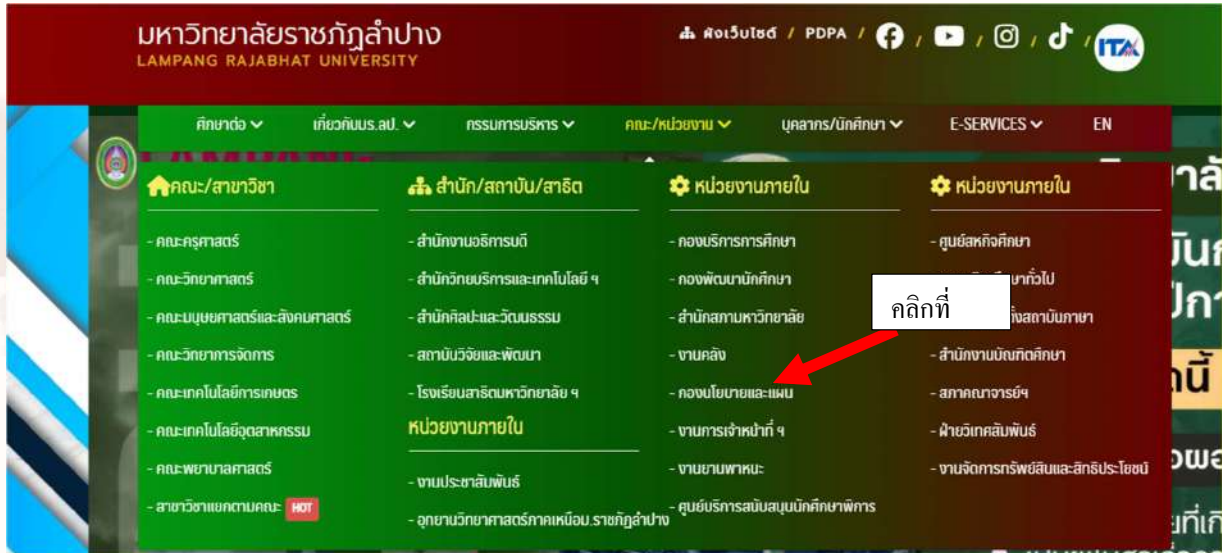 มหาวิทยาลัยราชภัฏลำปาง
LAMPANG RAJABHAT UNIVERSITY
ผังเว็บไซต์ / PDPA / , , , / ITA
ศึกษาต่อ
เกี่ยวกับมร.ลป.
กรรมการบริหาร
คณะ/หน่วยงาน
บุคลากร/นักศึกษา
E-SERVICES
EN
คณะ/สาขาวิชา
- คณะครุศาสตร์
- คณะวิทยาศาสตร์
- คณะมนุษยศาสตร์และสังคมศาสตร์
- คณะวิทยาการจัดการ
- คณะเทคโนโลยีการเกษตร
- คณะเทคโนโลยีอุตสาหกรรม
- คณะพยาบาลศาสตร์
- สาขาวิชาแยกตามคณะ HOT
สำนัก/สถาบัน/สาธิต
- สำนักงานอธิการบดี
- สำนักวิทยบริการและเทคโนโลยี ฯ
- สำนักศิลปะและวัฒนธรรม
- สถาบันวิจัยและพัฒนา
- โรงเรียนสาธิตมหาวิทยาลัย ฯ
หน่วยงานภายใน
- งานประชาสัมพันธ์
- อุทยานวิทยาศาสตร์ภาคเหนือม.ราชภัฏลำปาง
หน่วยงานภายใน
- กองบริการการศึกษา
- กองพัฒนานักศึกษา
- สำนักสภามหาวิทยาลัย
- งานคลัง
- กองนโยบายและแผน
- งานการเจ้าหน้าที่ ฯ
- งานยานพาหนะ
- ศูนย์บริการสนับสนุนนักศึกษาพิการ
หน่วยงานภายใน
- ศูนย์สหกิจศึกษา
ษาทั่วไป
คลิกที่
สถาบันภาษา
- สำนักงานบัณฑิตศึกษา
- สภาคณาจารย์ฯ
- ฝ่ายวิเทศสัมพันธ์
- งานจัดการทรัพย์สินและสิทธิประโยชน์